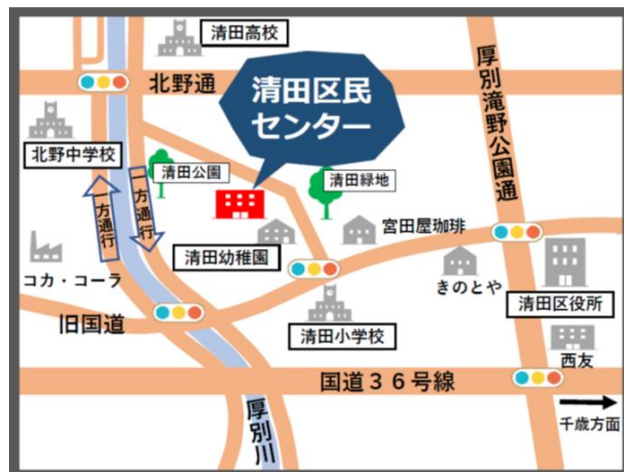 清田高校
北野通
清田区民
センター
厚別滝野公園通
北野中学校
清田公園
清田緑地
一方通行
一方通行
宮田屋珈琲
清田幼稚園
コカ・コーラ
きのとや
清田区役所
旧国道
清田小学校
西友
国道36号線
千歳方面
厚別川